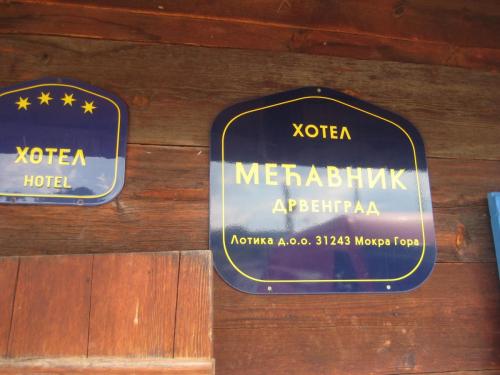 ХОТЕЛ
HOTEL
ХОТЕЛ
МЕЋАВНИК
ДРВЕНГРАД
Лотика д.о.о. 31243 Мокра Гора